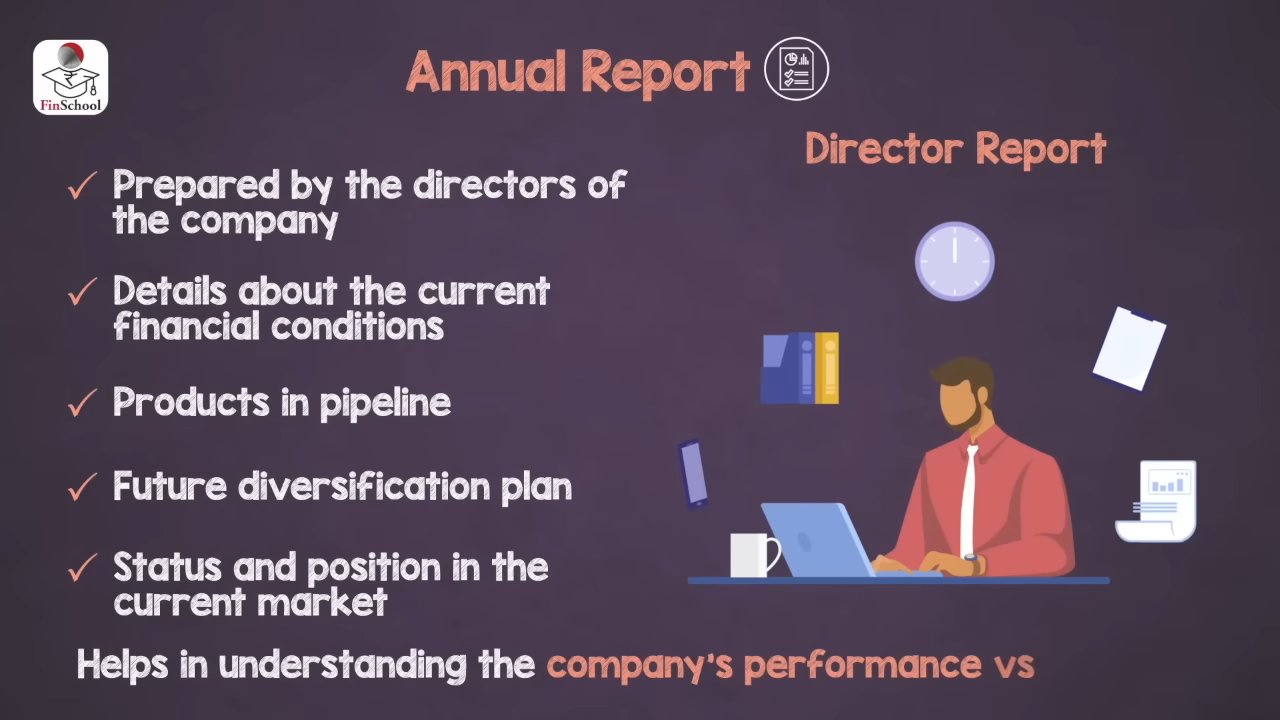 FinSchool
Annual Report
Director Report
Prepared by the directors of
the company
Details about the current
financial conditions
Products in pipeline
Future diversification plan
Status and position in the
current market
Helps in understanding the company's performance vs